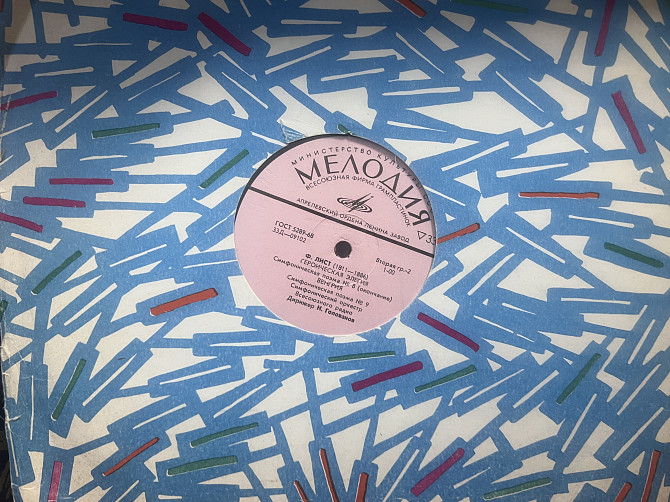 МИНИСТЕРСТВО
МЕЛОДИЯ
ВСЕСОЮЗНАЯ ФИРМА ГРАМПЛАСТИНОК
АПРЕЛЕВСКИЙ ОРДЕНА ЛЕНИНА ЗАВОД
ГОСТ 5289-68
33Д—09102
Вторая гр.—2
1—00
Ф. ЛИСТ (1811—1886)
ГЕРОИЧЕСКАЯ ЭЛЕГИЯ
Симфоническая поэма № 8 (окончание)
ВЕНГРИЯ
Симфоническая поэма № 9
Симфонический оркестр
Всесоюзного радио
Дирижер Н. Голованов